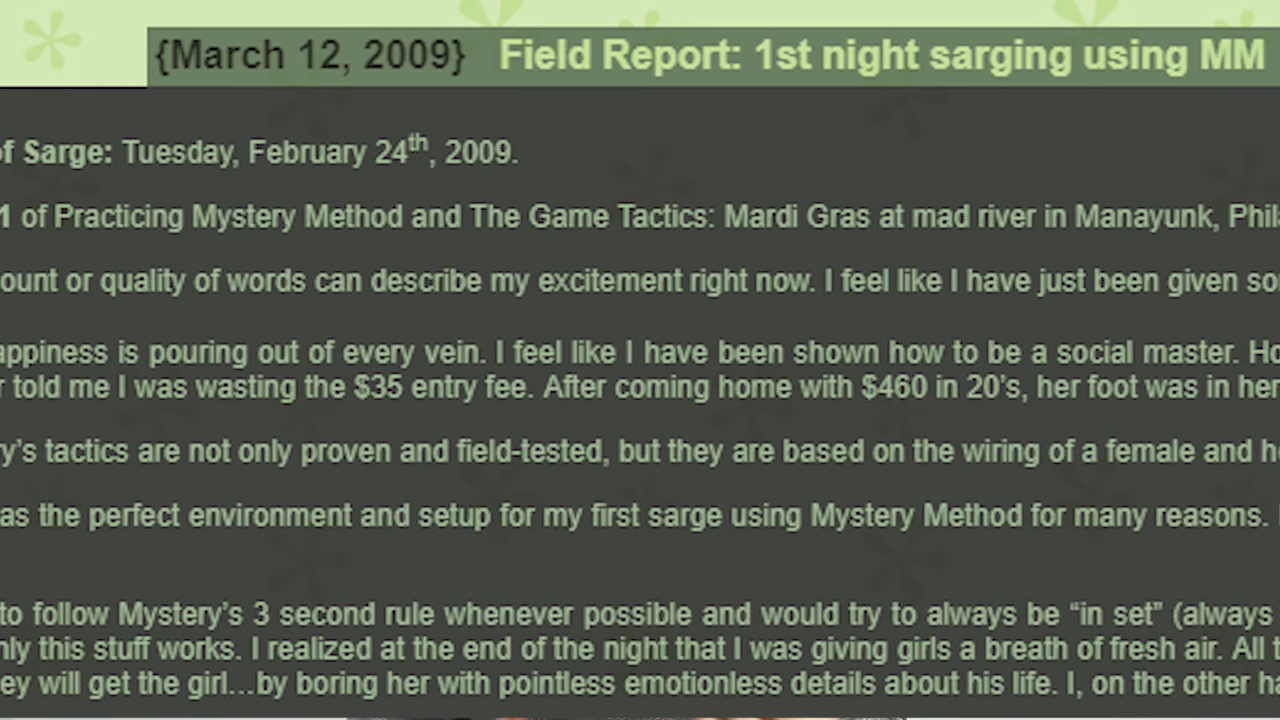 {March 12, 2009} Field Report: 1st night sarging using MM
of Sarge: Tuesday, February 24th, 2009.
1 of Practicing Mystery Method and The Game Tactics: Mardi Gras at mad river in Manayunk, Phil
ount or quality of words can describe my excitement right now. I feel like I have just been given so
appiness is pouring out of every vein. I feel like I have been shown how to be a social master. Ho
r told me I was wasting the $35 entry fee. After coming home with $460 in 20’s, her foot was in her
ry’s tactics are not only proven and field-tested, but they are based on the wiring of a female and h
as the perfect environment and setup for my first sarge using Mystery Method for many reasons.
to follow Mystery’s 3 second rule whenever possible and would try to always be “in set” (always
nly this stuff works. I realized at the end of the night that I was giving girls a breath of fresh air. All t
ey will get the girl…by boring her with pointless emotionless details about his life. I, on the other ha